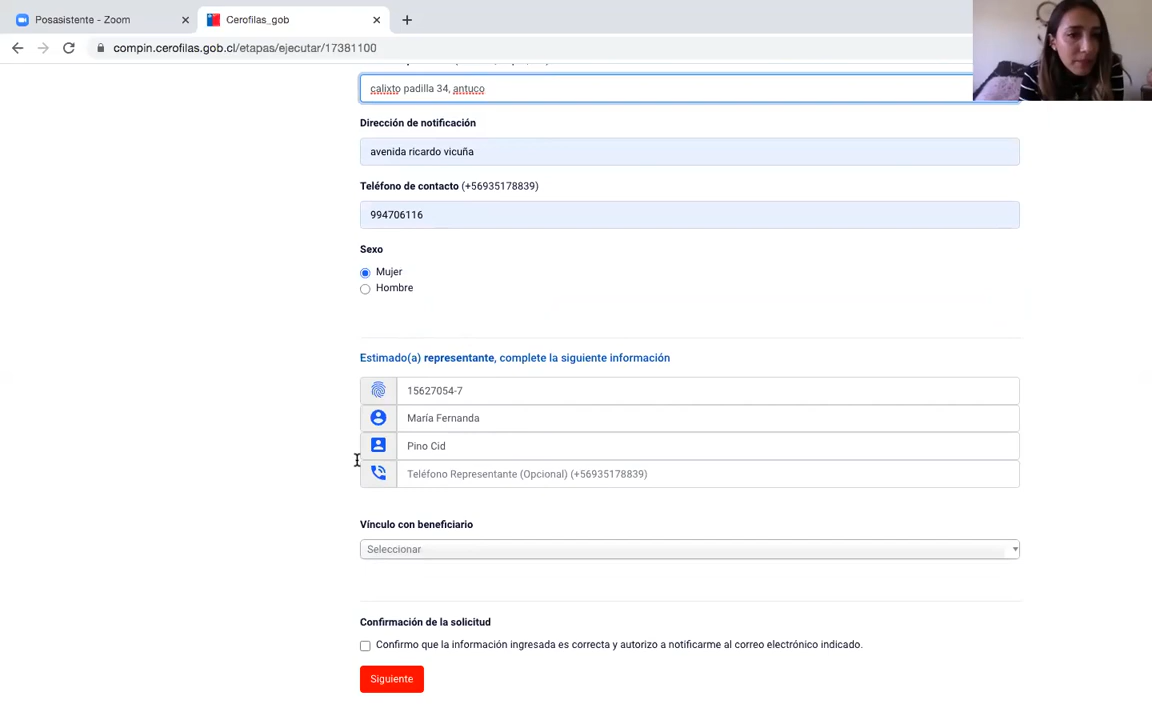 Posasistente - Zoom
Cerofilas_gob
compin.cerofilas.gob.cl/etapas/ejecutar/17381100
calixto padilla 34, antuco
Dirección de notificación
avenida ricardo vicuña
Teléfono de contacto (+56935178839)
994706116
Sexo
Mujer
Hombre
Estimado(a) representante, complete la siguiente información
15627054-7
María Fernanda
Pino Cid
Teléfono Representante (Opcional) (+56935178839)
Vínculo con beneficiario
Seleccionar
Confirmación de la solicitud
Confirmo que la información ingresada es correcta y autorizo a notificarme al correo electrónico indicado.
Siguiente